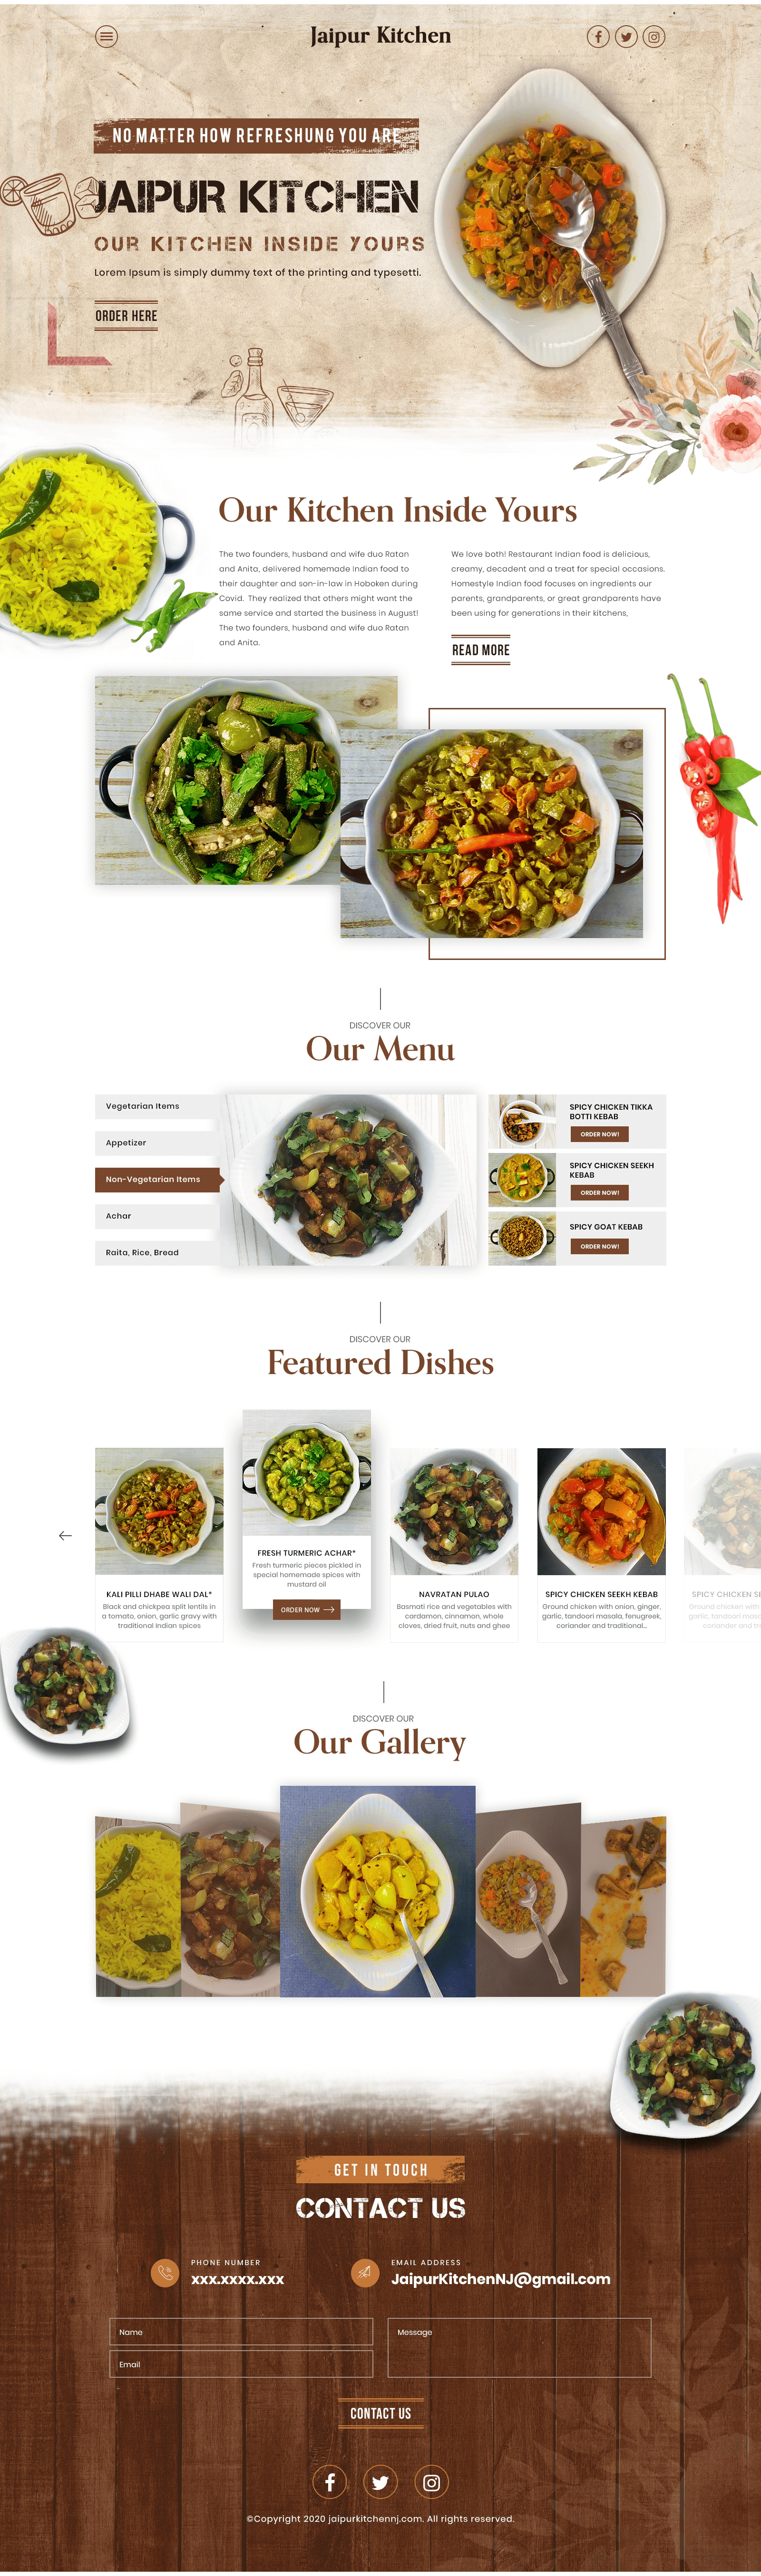 Jaipur Kitchen
NO MATTER HOW REFRESHUNG YOU ARE
JAIPUR KITCHEN
OUR KITCHEN INSIDE YOURS
Lorem Ipsum is simply dummy text of the printing and typesetti.
ORDER HERE
Our Kitchen Inside Yours
The two founders, husband and wife duo Ratan
and Anita, delivered homemade Indian food to
their daughter and son-in-law in Hoboken during
Covid. They realized that others might want the
same service and started the business in August!
The two founders, husband and wife duo Ratan
and Anita.
We love both! Restaurant Indian food is delicious,
creamy, decadent and a treat for special occasions.
Homestyle Indian food focuses on ingredients our
parents, grandparents, or great grandparents have
been using for generations in their kitchens,
READ MORE
DISCOVER OUR
Our Menu
Vegetarian Items
Appetizer
Non-Vegetarian Items
Achar
Raita, Rice, Bread
SPICY CHICKEN TIKKA
BOTTI KEBAB
ORDER NOW!
SPICY CHICKEN SEEKH
KEBAB
ORDER NOW!
SPICY GOAT KEBAB
ORDER NOW!
DISCOVER OUR
Featured Dishes
KALI PILLI DHABE WALI DAL*
Black and chickpea split lentils in
a tomato, onion, garlic gravy with
traditional Indian spices
FRESH TURMERIC ACHAR*
Fresh turmeric pieces pickled in
special homemade spices with
mustard oil
ORDER NOW
NAVRATAN PULAO
Basmati rice and vegetables with
cardamon, cinnamon, whole
cloves, dried fruit, nuts and ghee
SPICY CHICKEN SEEKH KEBAB
Ground chicken with onion, ginger,
garlic, tandoori masala, fenugreek,
coriander and traditional...
SPICY CHICKEN SE
Ground chicken with
garlic, tandoori masa
coriander and tra
DISCOVER OUR
Our Gallery
GET IN TOUCH
CONTACT US
PHONE NUMBER
xxx.xxxx.xxx
EMAIL ADDRESS
JaipurKitchenNJ@gmail.com
Name
Email
Message
CONTACT US
©Copyright 2020 jaipurkitchennj.com. All rights reserved.